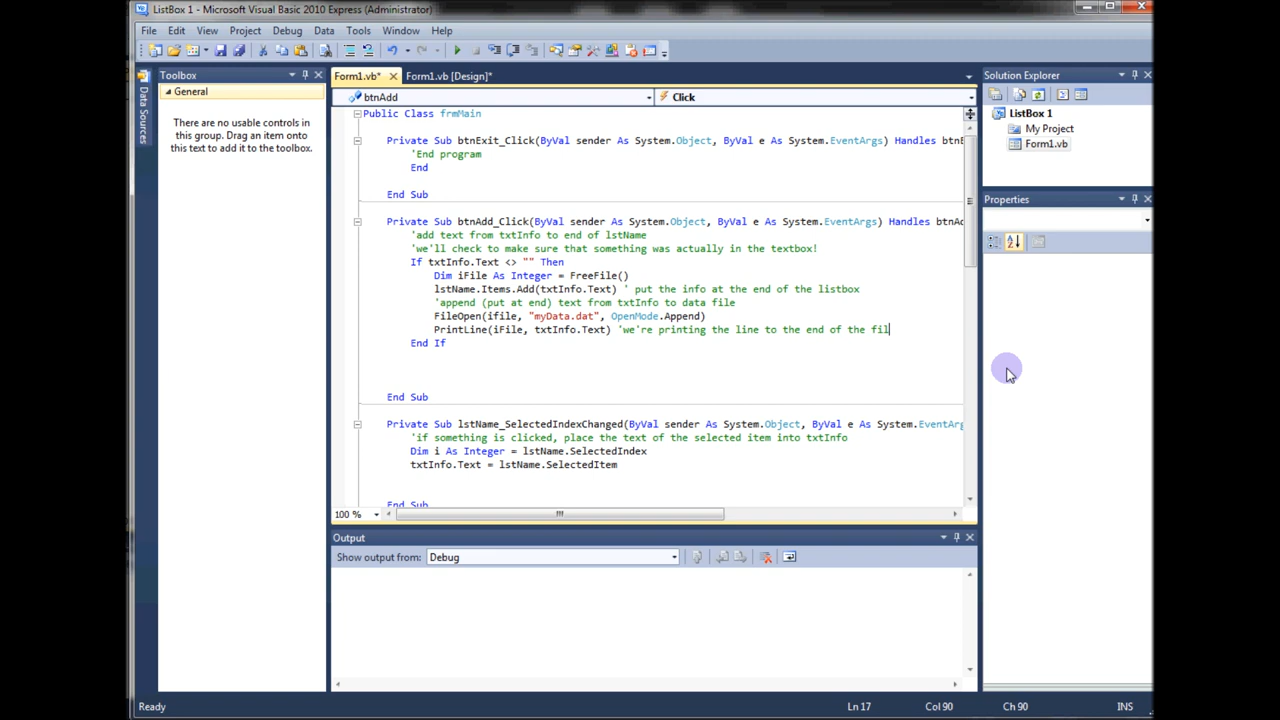 ListBox 1 - Microsoft Visual Basic 2010 Express (Administrator)
File Edit View Project Debug Data Tools Window Help
Toolbox
General
There are no usable controls in
this group. Drag an item onto
this text to add it to the toolbox.
Data Sources
Form1.vb* Form1.vb [Design]*
btnAdd Click
Public Class frmMain
Private Sub btnExit_Click(ByVal sender As System.Object, ByVal e As System.EventArgs) Handles btnE
'End program
End
End Sub
Private Sub btnAdd_Click(ByVal sender As System.Object, ByVal e As System.EventArgs) Handles btnAd
'add text from txtInfo to end of lstName
'we'll check to make sure that something was actually in the textbox!
If txtInfo.Text <> "" Then
Dim iFile As Integer = FreeFile()
lstName.Items.Add(txtInfo.Text) ' put the info at the end of the listbox
'append (put at end) text from txtInfo to data file
FileOpen(ifile, "myData.dat", OpenMode.Append)
PrintLine(iFile, txtInfo.Text) 'we're printing the line to the end of the fil
End If
End Sub
Private Sub lstName_SelectedIndexChanged(ByVal sender As System.Object, ByVal e As System.EventArg
'if something is clicked, place the text of the selected item into txtInfo
Dim i As Integer = lstName.SelectedIndex
txtInfo.Text = lstName.SelectedItem
End Sub
100 %
Output
Show output from: Debug
Solution Explorer
ListBox 1
My Project
Form1.vb
Properties
Ready Ln 17 Col 90 Ch 90 INS